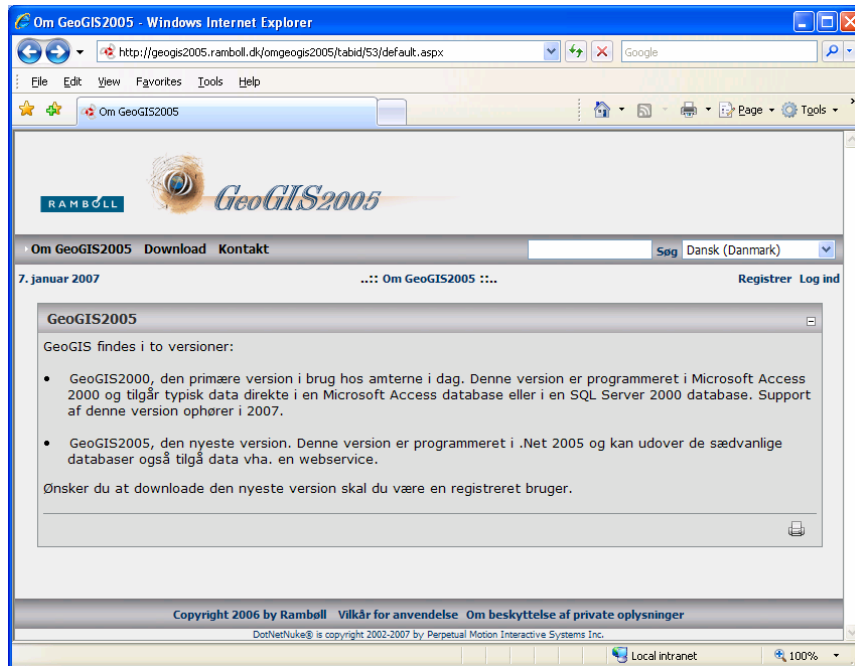 Om GeoGIS2005 - Windows Internet Explorer
http://geogis2005.ramboll.dk/omgeogis2005/tabid/53/default.aspx
Google
File Edit View Favorites Tools Help
Om GeoGIS2005
Page Tools
RAMBOLL
GeoGIS2005
Om GeoGIS2005 Download Kontakt
Søg Dansk (Danmark)
7. januar 2007
..:: Om GeoGIS2005 ::..
Registrer Log ind
GeoGIS2005
GeoGIS findes i to versioner:
• GeoGIS2000, den primære version i brug hos amterne i dag. Denne version er programmeret i Microsoft Access
2000 og tilgår typisk data direkte i en Microsoft Access database eller i en SQL Server 2000 database. Support
af denne version ophører i 2007.
• GeoGIS2005, den nyeste version. Denne version er programmeret i .Net 2005 og kan udover de sædvanlige
databaser også tilgå data vha. en webservice.
Ønsker du at downloade den nyeste version skal du være en registreret bruger.
Copyright 2006 by Rambøll Vilkår for anvendelse Om beskyttelse af private oplysninger
DotNetNuke® is copyright 2002-2007 by Perpetual Motion Interactive Systems Inc.
Local intranet
100%